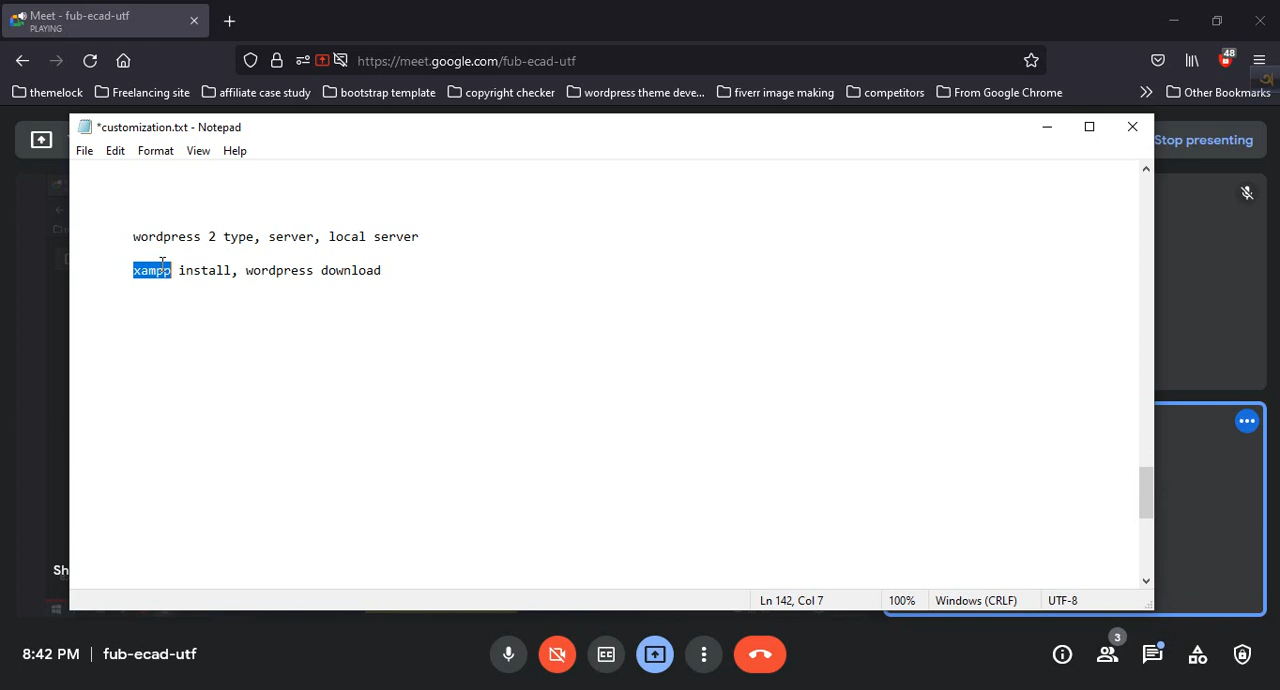 Meet - fub-ecad-utf
PLAYING
https://meet.google.com/fub-ecad-utf
48
themelock
Freelancing site
affiliate case study
bootstrap template
copyright checker
wordpress theme deve...
fiverr image making
competitors
From Google Chrome
Other Bookmarks
*customization.txt - Notepad
File Edit Format View Help
Stop presenting
wordpress 2 type, server, local server
xampp install, wordpress download
Sh
Ln 142, Col 7
100%
Windows (CRLF)
UTF-8
8:42 PM | fub-ecad-utf
3